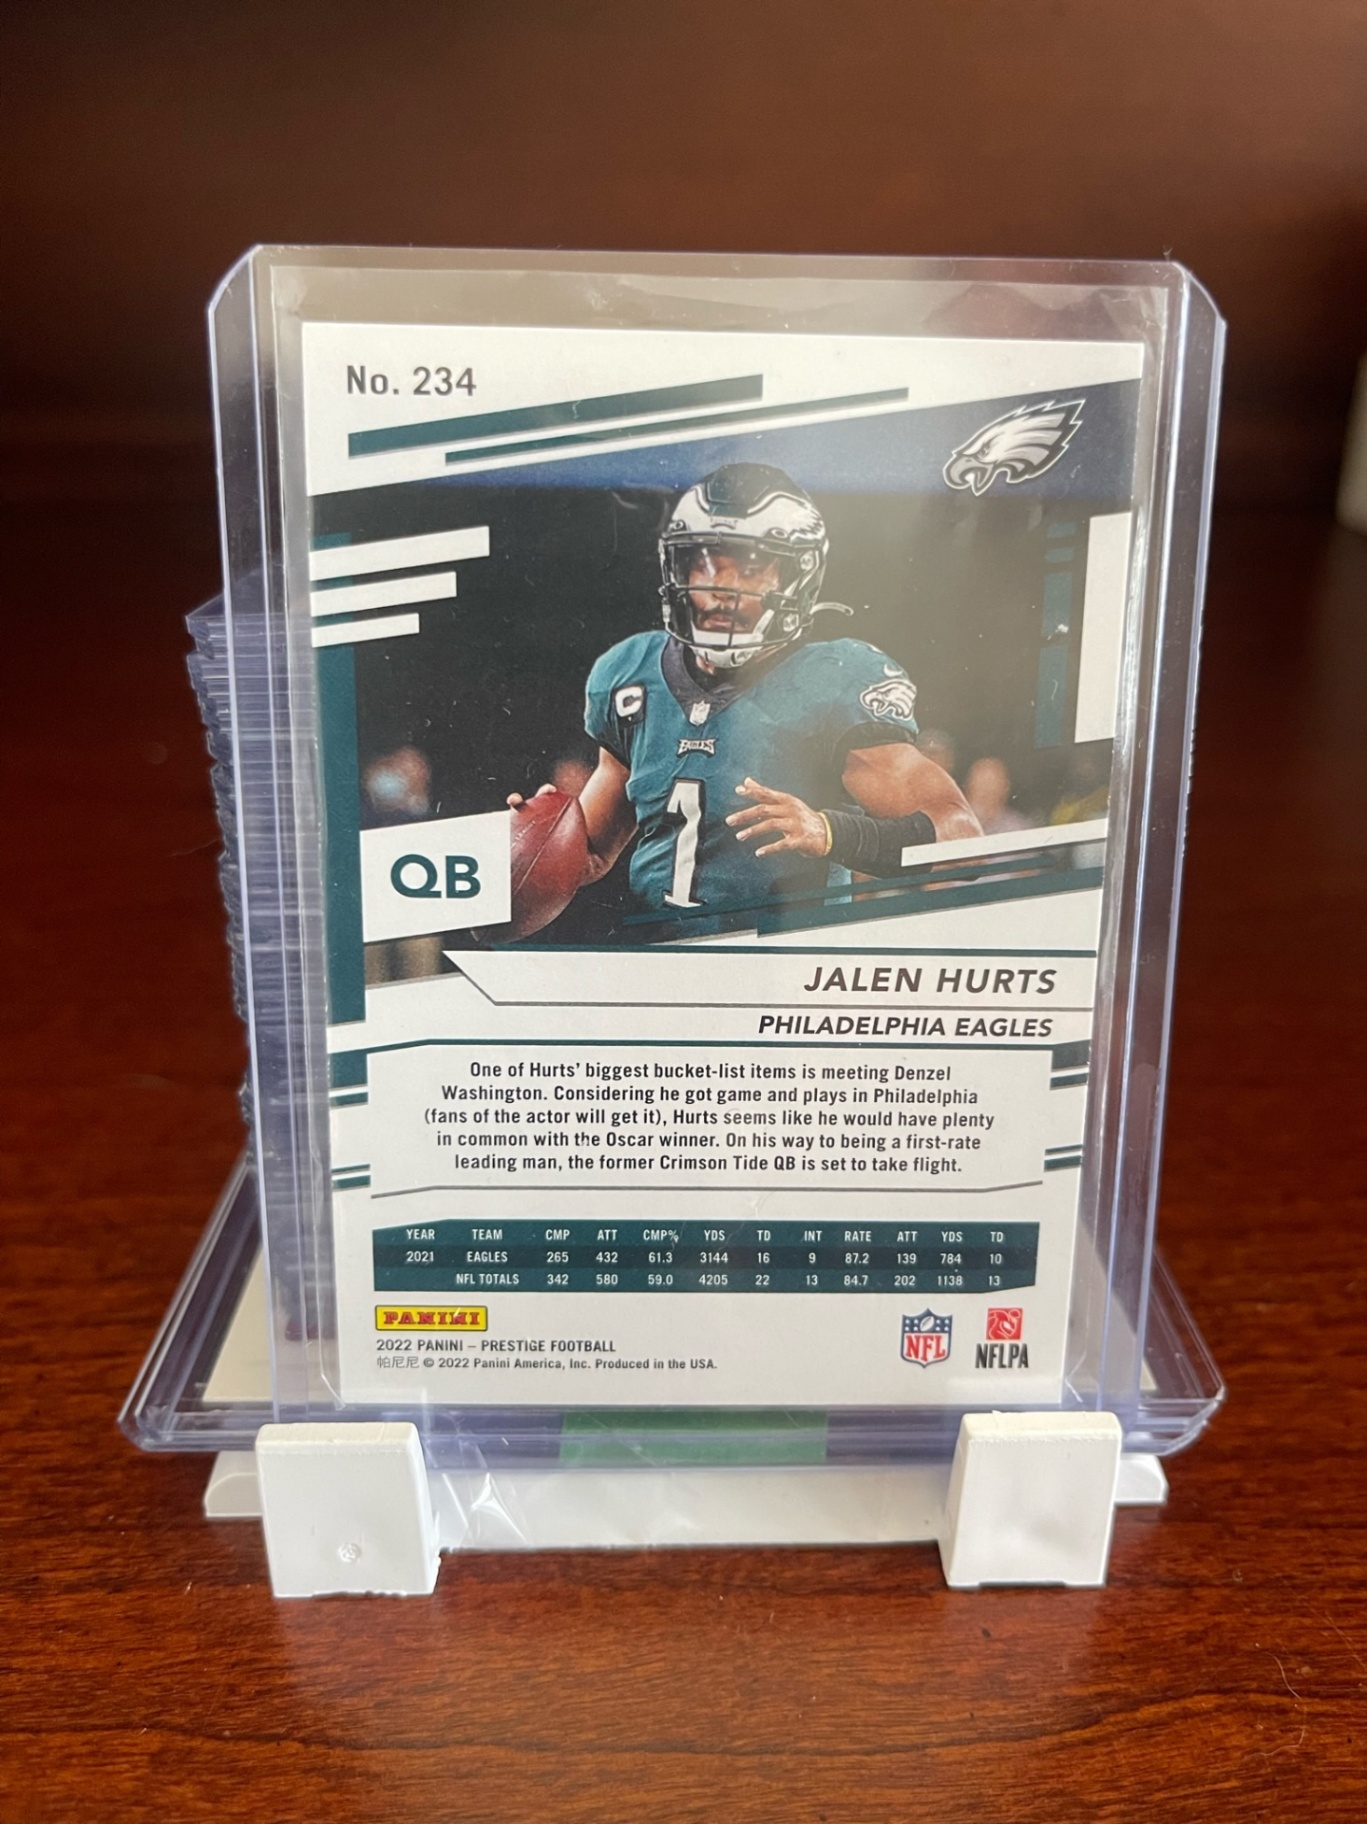 No. 234
C
EAGLES
1
QB
JALEN HURTS
PHILADELPHIA EAGLES
One of Hurts' biggest bucket-list items is meeting Denzel
Washington. Considering he got game and plays in Philadelphia
(fans of the actor will get it), Hurts seems like he would have plenty
in common with the Oscar winner. On his way to being a first-rate
leading man, the former Crimson Tide QB is set to take flight.
YEAR TEAM CMP ATT CMP% YDS TD INT RATE ATT YDS TD
2021 EAGLES 265 432 61.3 3144 16 9 87.2 139 784 10
NFL TOTALS 342 580 59.0 4205 22 13 84.7 202 1138 13
PANINI
2022 PANINI – PRESTIGE FOOTBALL
帕尼尼 © 2022 Panini America, Inc. Produced in the USA.
NFL
NFLPA